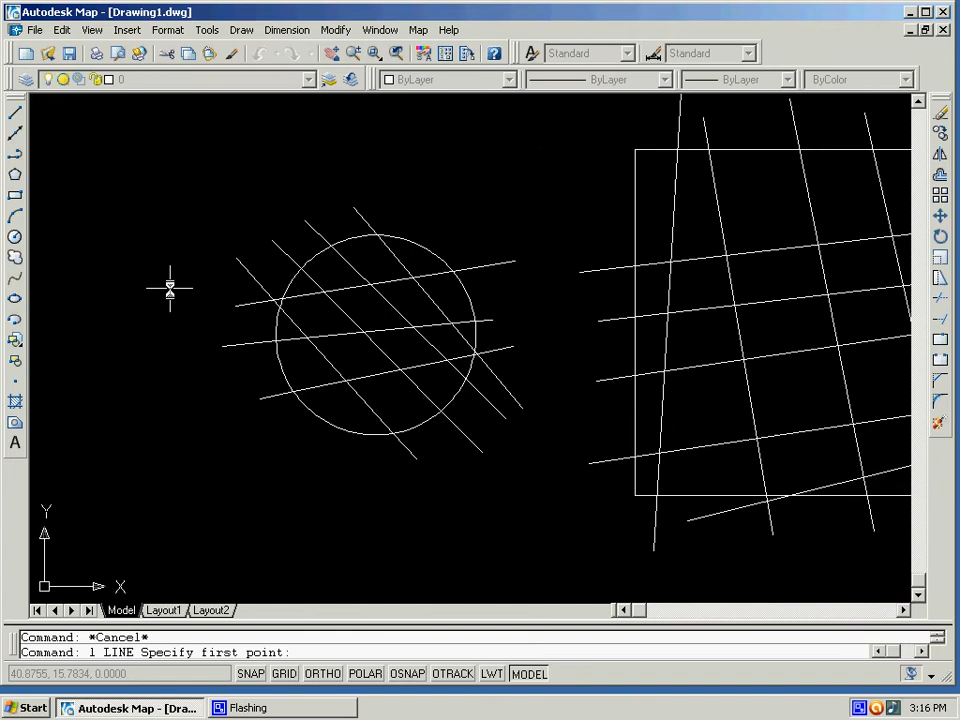 Autodesk Map - [Drawing1.dwg]
File Edit View Insert Format Tools Draw Dimension Modify Window Map Help
Standard Standard
0 ByLayer ByLayer ByLayer ByColor
A
Y
X
Model Layout1 Layout2
Command: *Cancel*
Command: l LINE Specify first point:
40.8755, 15.7834, 0.0000 SNAP GRID ORTHO POLAR OSNAP OTRACK LWT MODEL
Start Autodesk Map - [Dra... Flashing 3:16 PM